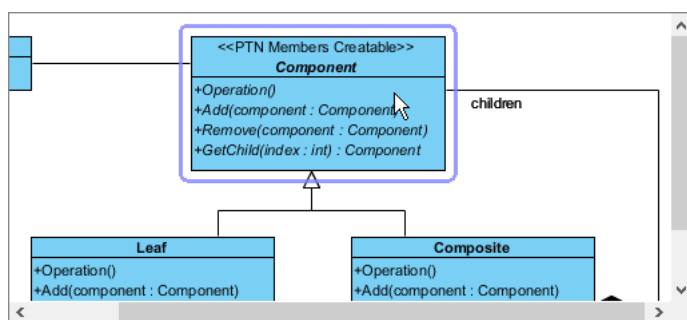 <<PTN Members Creatable>>
Component
+Operation()
+Add(component : Component)
+Remove(component : Component)
+GetChild(index : int) : Component
children
Leaf
+Operation()
+Add(component : Component)
Composite
+Operation()
+Add(component : Component)